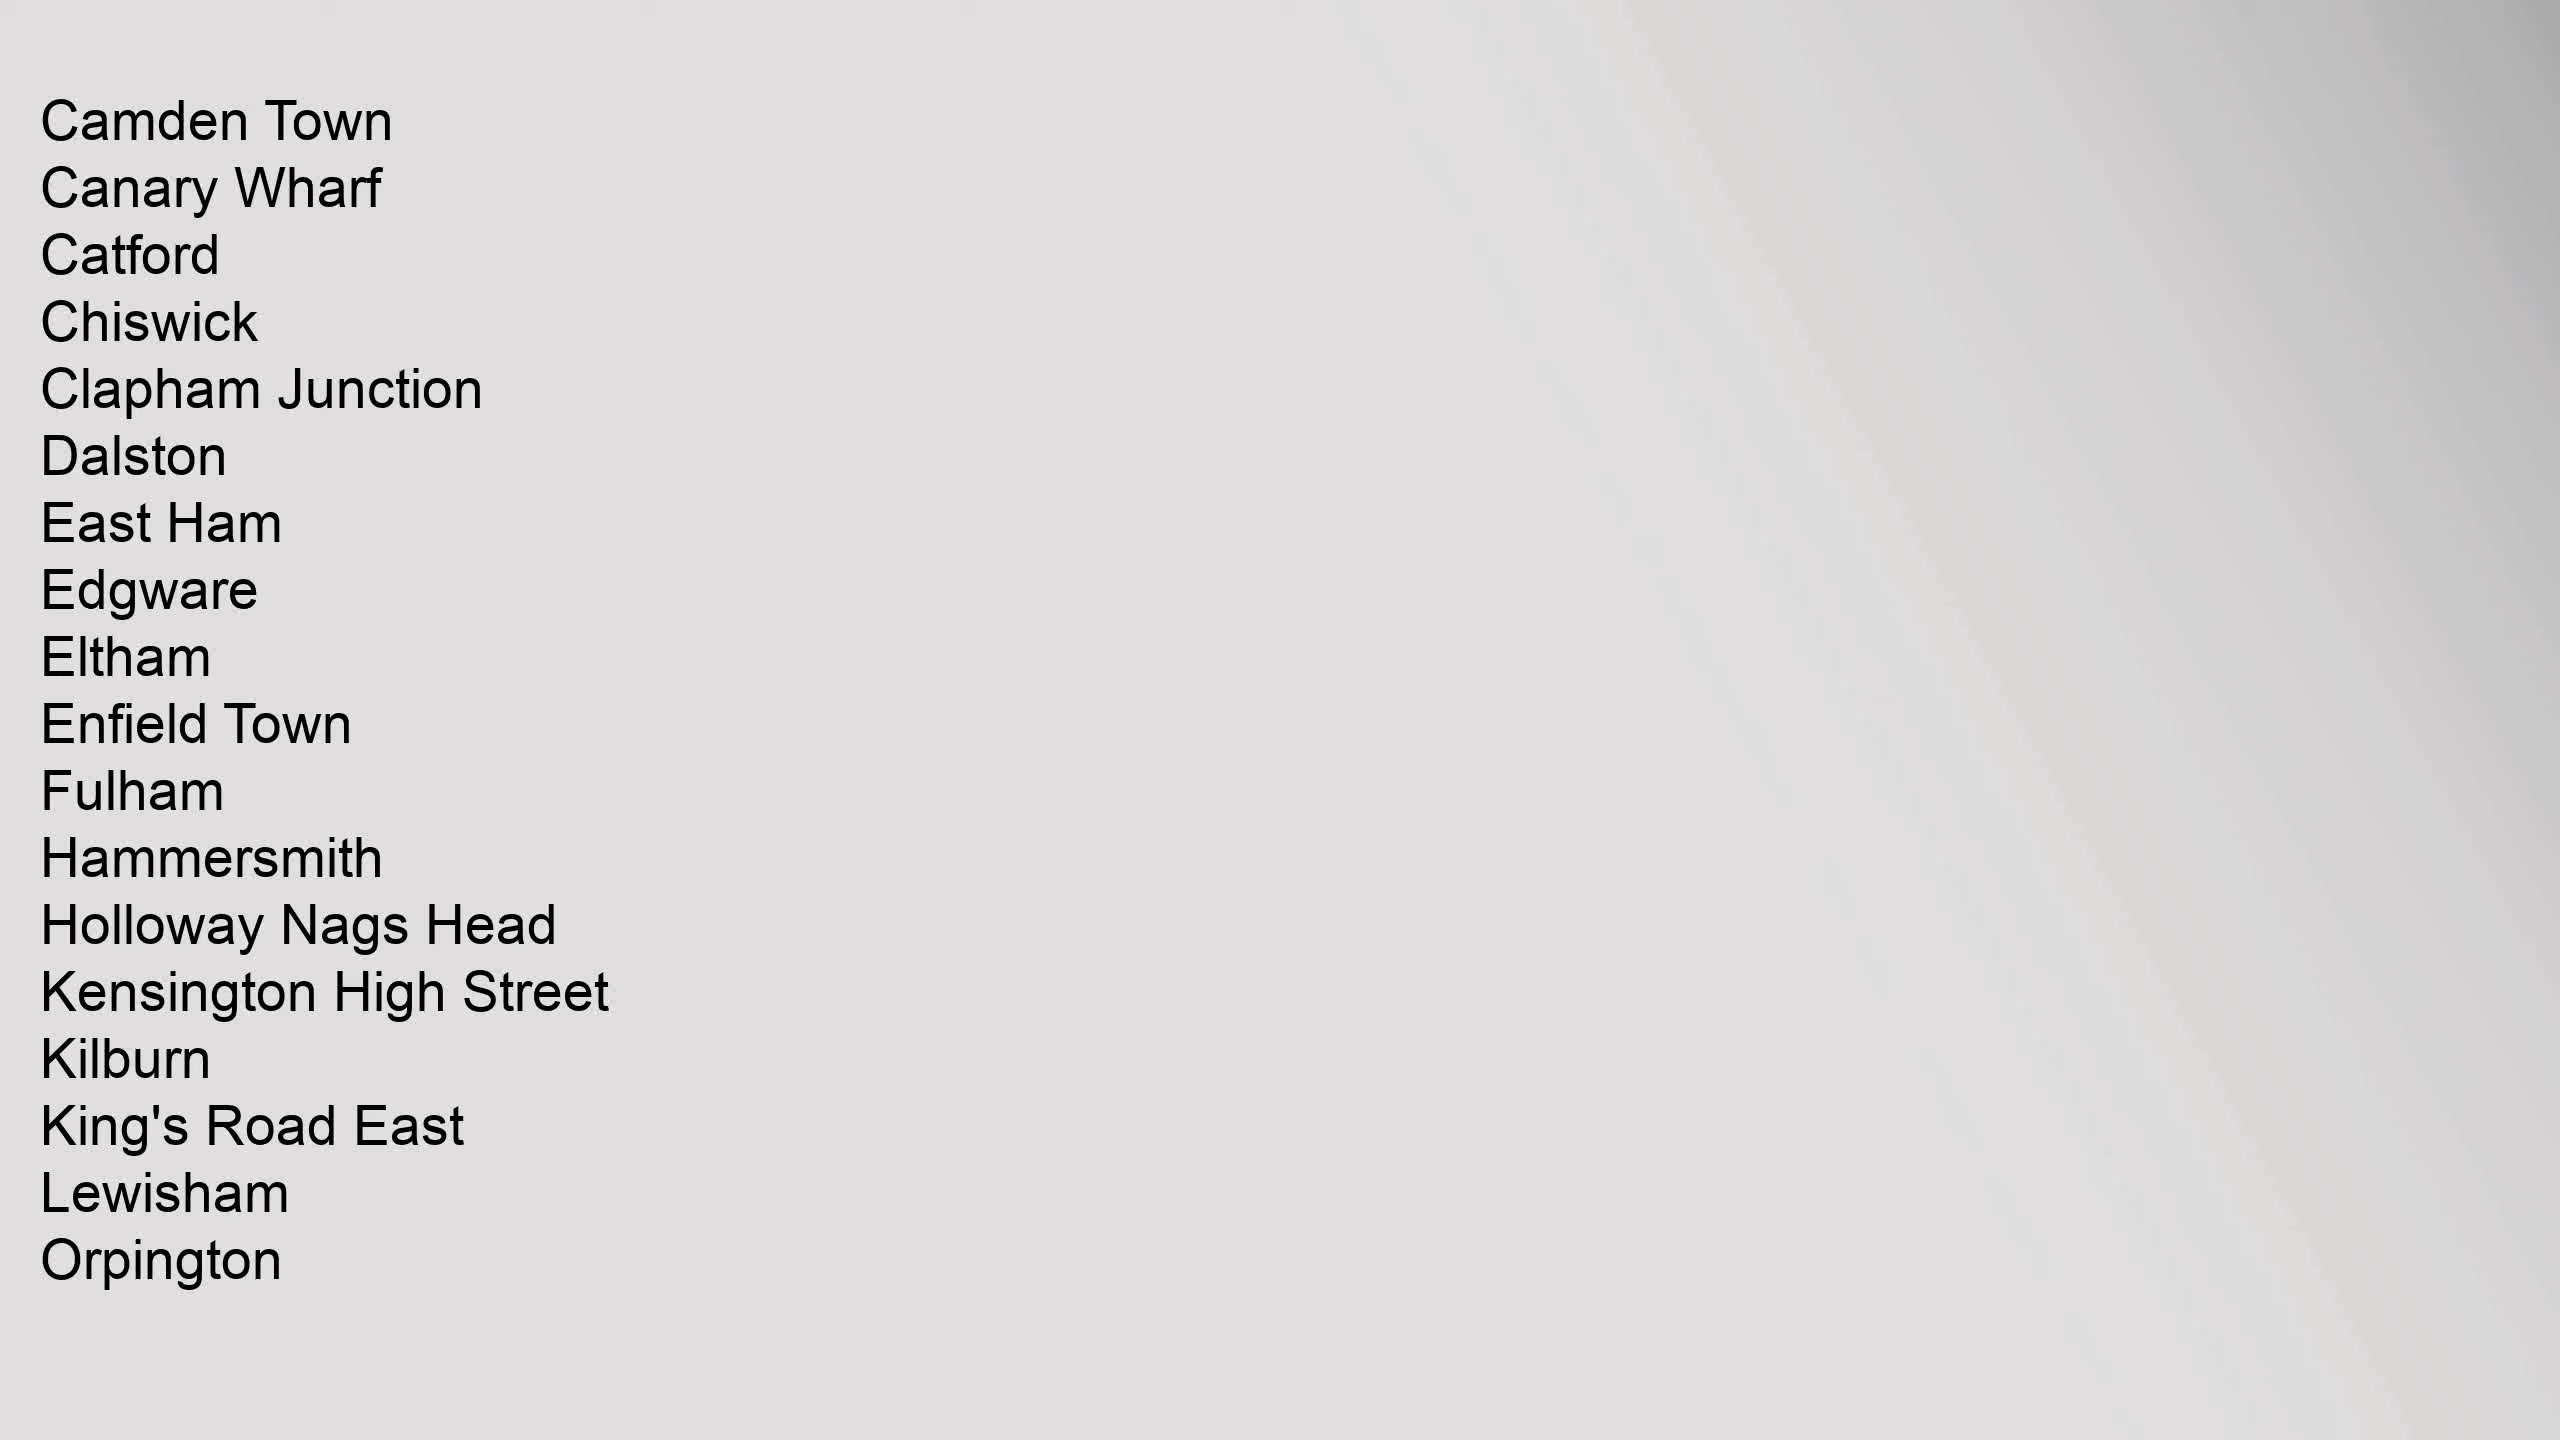 Camden Town
Canary Wharf
Catford
Chiswick
Clapham Junction
Dalston
East Ham
Edgware
Eltham
Enfield Town
Fulham
Hammersmith
Holloway Nags Head
Kensington High Street
Kilburn
King's Road East
Lewisham
Orpington